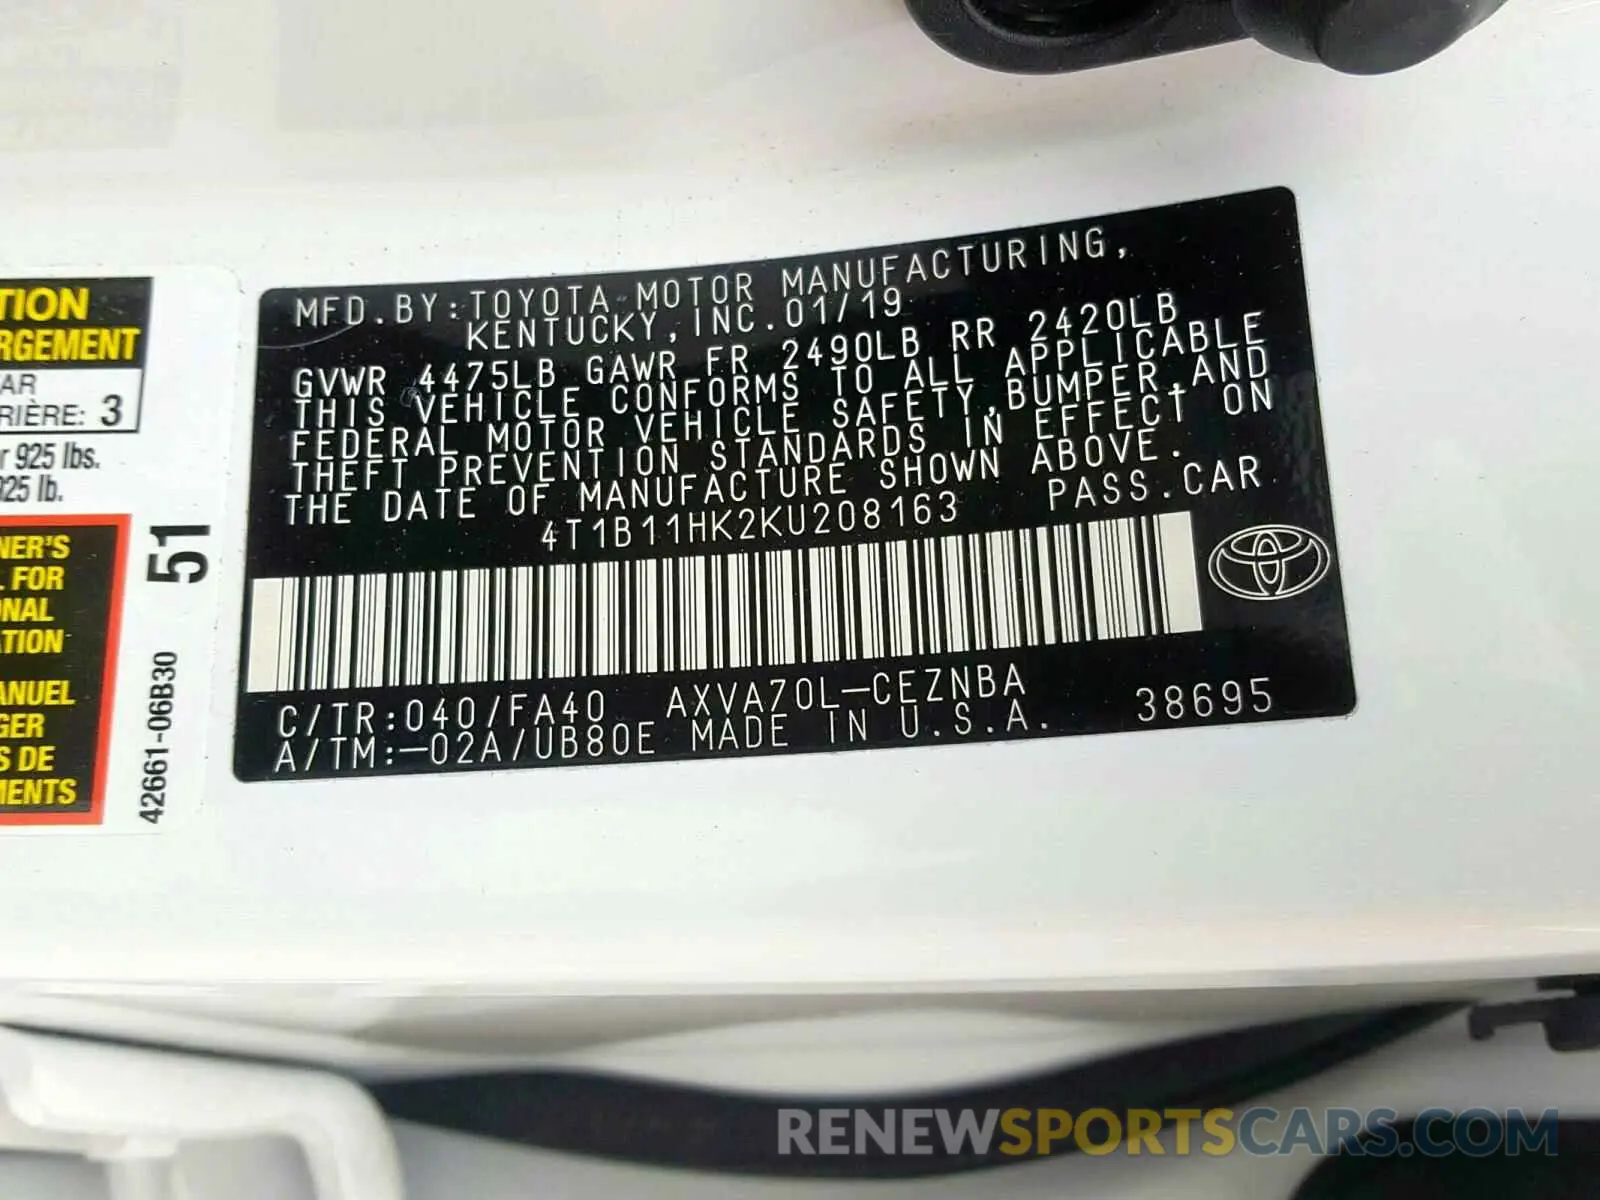 MFD.BY:TOYOTA MOTOR MANUFACTURING,
KENTUCKY,INC.01/19
GVWR 4475LB GAWR FR 2490LB RR 2420LB
THIS VEHICLE CONFORMS TO ALL APPLICABLE
FEDERAL MOTOR VEHICLE SAFETY,BUMPER,AND
THEFT PREVENTION STANDARDS IN EFFECT ON
THE DATE OF MANUFACTURE SHOWN ABOVE.
4T1B11HK2KU208163 PASS.CAR
C/TR:040/FA40 AXVA70L-CEZNBA
A/TM:-02A/UB80E MADE IN U.S.A. 38695
TION
RGEMENT
AR
RIÈRE: 3
r 925 lbs.
925 lb.
NER'S
L FOR
NAL
TION
ANUEL
GER
S DE
MENTS
51
42661-06B30
RENEWSPORTSCARS.COM